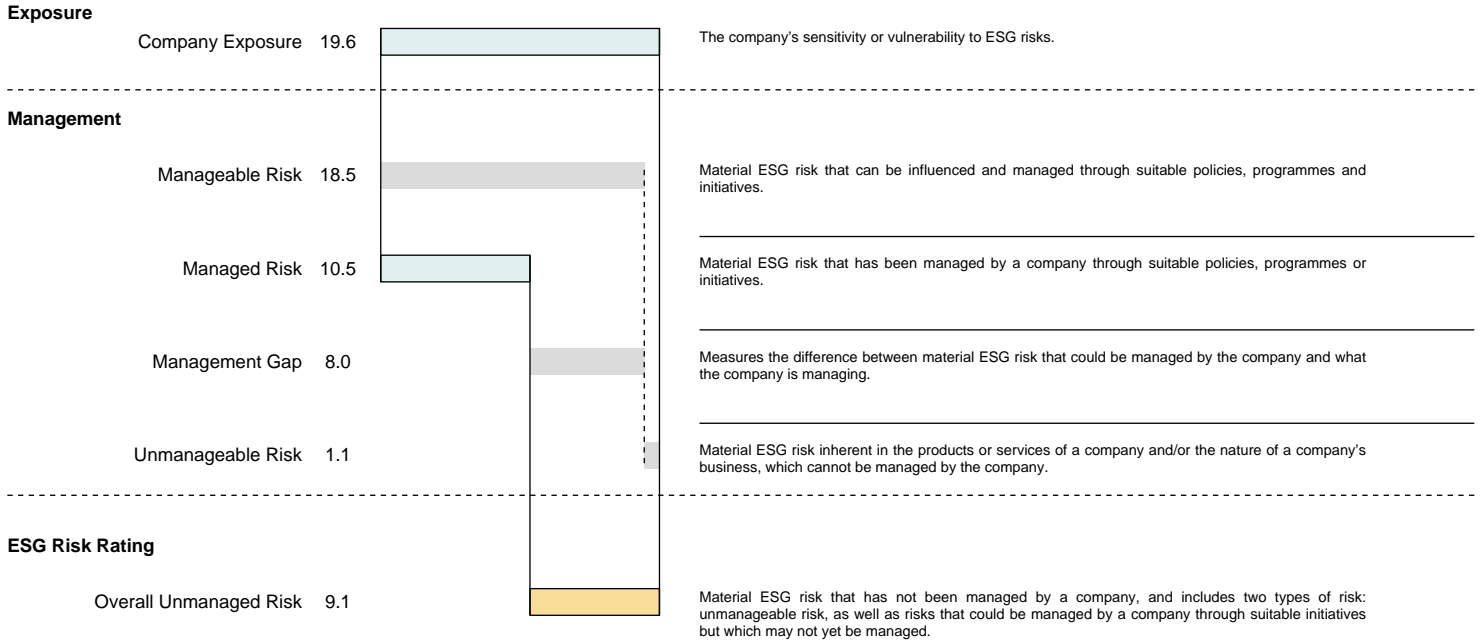 Exposure
Company Exposure 19.6
The company’s sensitivity or vulnerability to ESG risks.
Management
Manageable Risk 18.5
Material ESG risk that can be influenced and managed through suitable policies, programmes and
initiatives.
Managed Risk 10.5
Material ESG risk that has been managed by a company through suitable policies, programmes or
initiatives.
Management Gap 8.0
Measures the difference between material ESG risk that could be managed by the company and what
the company is managing.
Unmanageable Risk 1.1
Material ESG risk inherent in the products or services of a company and/or the nature of a company’s
business, which cannot be managed by the company.
ESG Risk Rating
Overall Unmanaged Risk 9.1
Material ESG risk that has not been managed by a company, and includes two types of risk:
unmanageable risk, as well as risks that could be managed by a company through suitable initiatives
but which may not yet be managed.